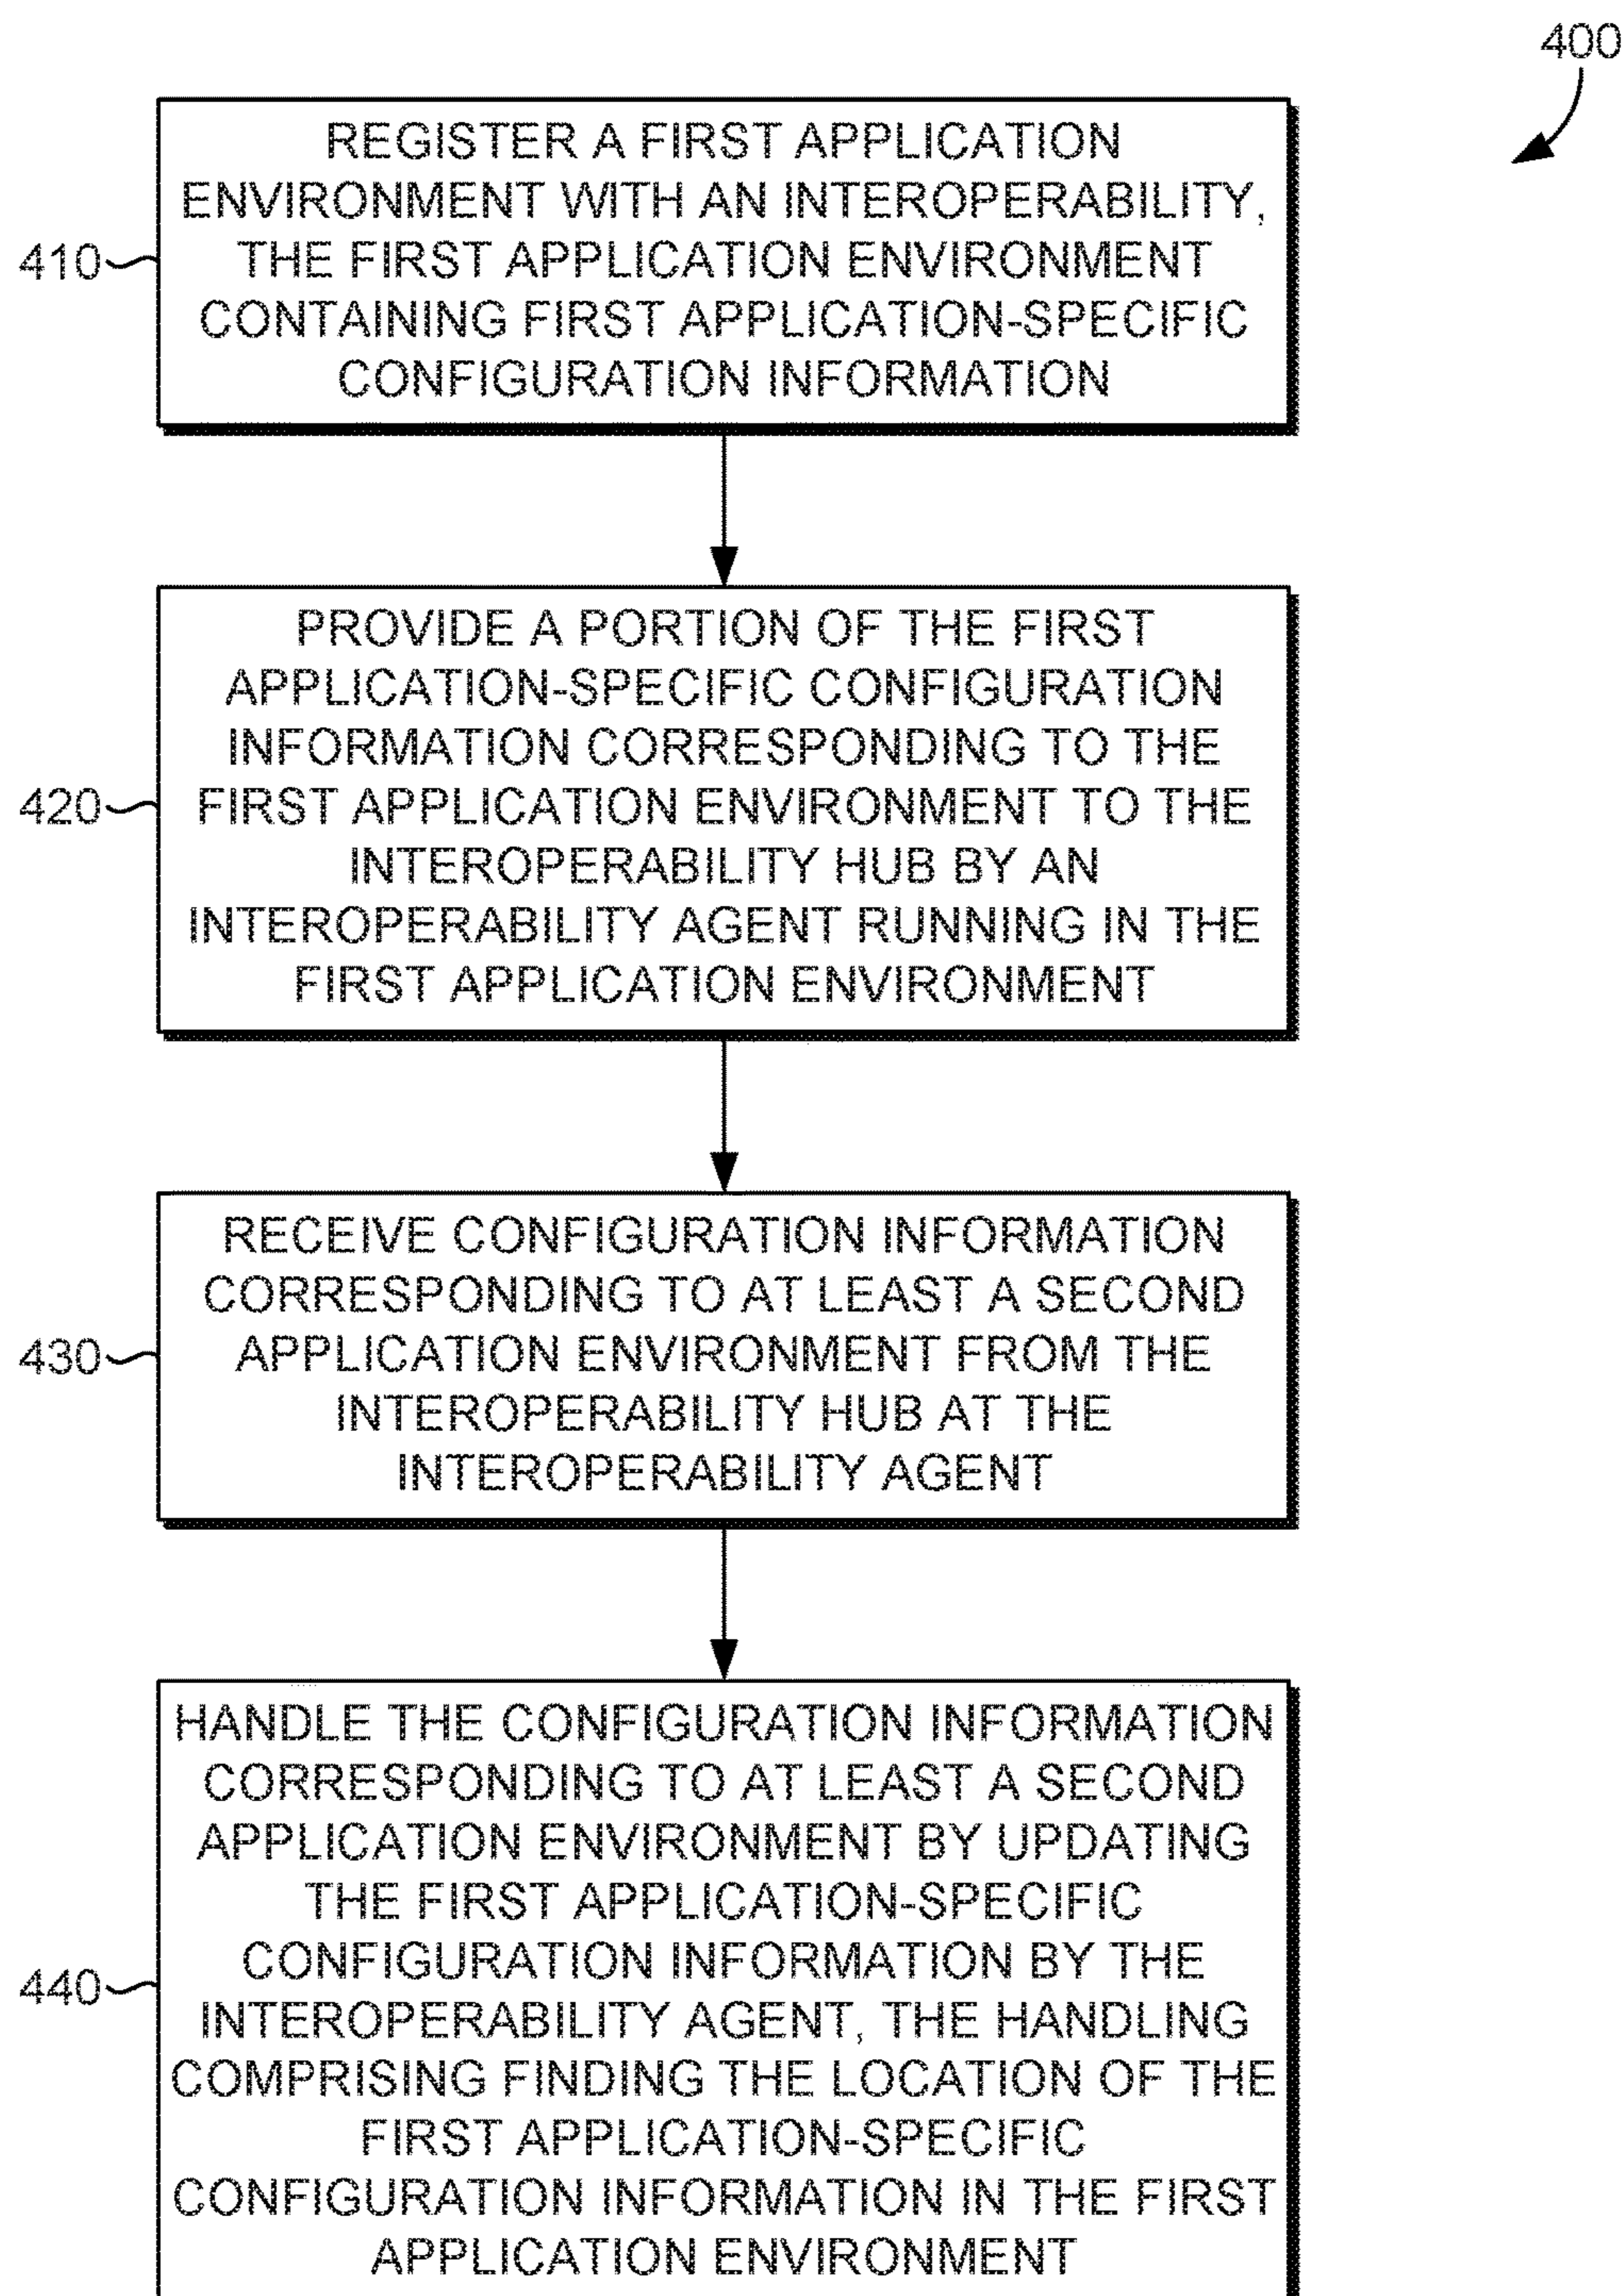 400
REGISTER A FIRST APPLICATION
ENVIRONMENT WITH AN INTEROPERABILITY,
410
THE FIRST APPLICATION ENVIRONMENT
CONTAINING FIRST APPLICATION-SPECIFIC
CONFIGURATION INFORMATION
PROVIDE A PORTION OF THE FIRST
APPLICATION-SPECIFIC CONFIGURATION
INFORMATION CORRESPONDING TO THE
420
FIRST APPLICATION ENVIRONMENT TO THE
INTEROPERABILITY HUB BY AN
INTEROPERABILITY AGENT RUNNING IN THE
FIRST APPLICATION ENVIRONMENT
RECEIVE CONFIGURATION INFORMATION
CORRESPONDING TO AT LEAST A SECOND
430
APPLICATION ENVIRONMENT FROM THE
INTEROPERABILITY HUB AT THE
INTEROPERABILITY AGENT
HANDLE THE CONFIGURATION INFORMATION
CORRESPONDING TO AT LEAST A SECOND
APPLICATION ENVIRONMENT BY UPDATING
THE FIRST APPLICATION-SPECIFIC
CONFIGURATION INFORMATION BY THE
440
INTEROPERABILITY AGENT, THE HANDLING
COMPRISING FINDING THE LOCATION OF THE
FIRST APPLICATION-SPECIFIC
CONFIGURATION INFORMATION IN THE FIRST
APPLICATION ENVIRONMENT